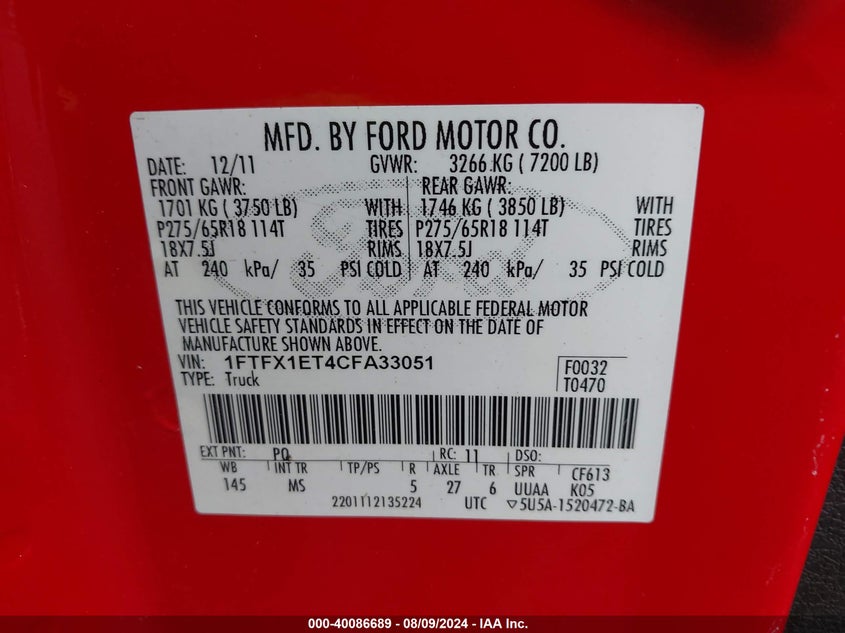 MFD. BY FORD MOTOR CO.
DATE: 12/11 GVWR: 3266 KG ( 7200 LB)
FRONT GAWR: REAR GAWR:
1701 KG ( 3750 LB) WITH 1746 KG ( 3850 LB) WITH
P275/65R18 114T TIRES P275/65R18 114T TIRES
18X7.5J RIMS 18X7.5J RIMS
AT 240 kPa/ 35 PSI COLD AT 240 kPa/ 35 PSI COLD
THIS VEHICLE CONFORMS TO ALL APPLICABLE FEDERAL MOTOR
VEHICLE SAFETY STANDARDS IN EFFECT ON THE DATE OF
MANUFACTURE SHOWN ABOVE.
VIN: 1FTFX1ET4CFA33051 F0032
TYPE: Truck T0470
EXT PNT: PQ RC: 11 DSO:
WB INT TR TP/PS R AXLE TR SPR CF613
145 MS 5 27 6 UUAA K05
2201112135224 UTC ▽5U5A-1520472-BA
000-40086689 - 08/09/2024 - IAA Inc.